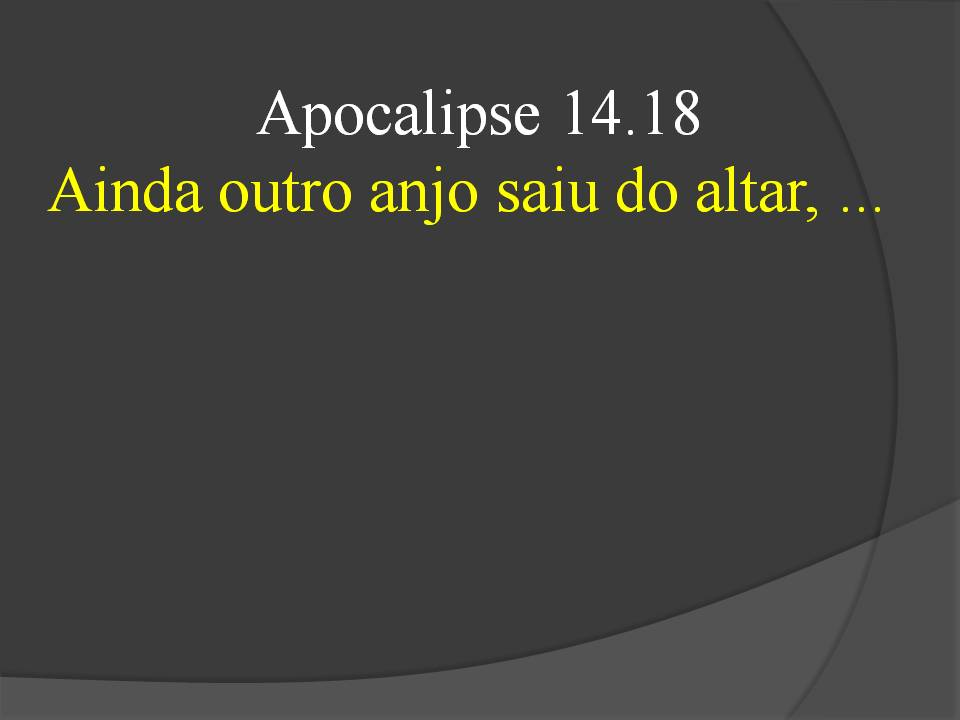 Apocalipse 14.18
Ainda outro anjo saiu do altar, ...